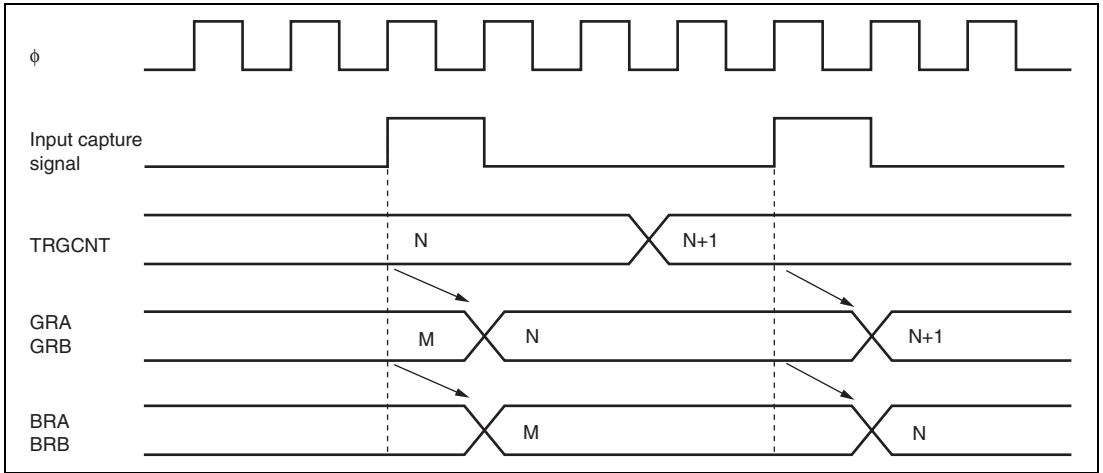 ϕ
Input capture
signal
TRGCNT
N
N+1
GRA
GRB
M
N
N+1
BRA
BRB
M
N